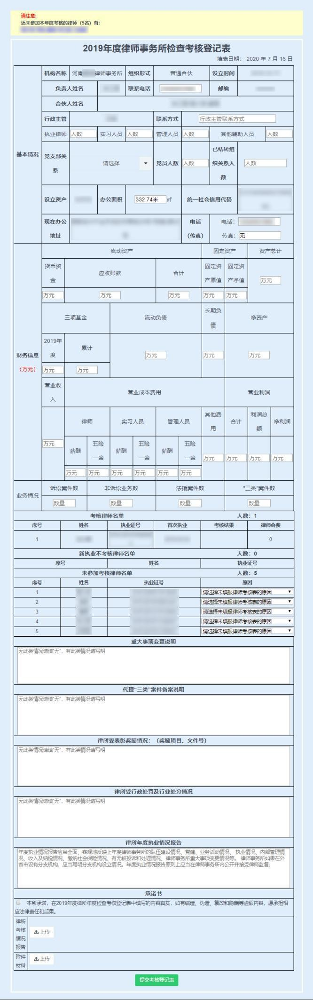 请注意:
还未参加本年度考核的律师（5名）有:
2019年度律师事务所检查考核登记表
填表日期： 2020 年 7 月 16 日
基本情况
机构名称 河南 律师事务所 组织形式 普通合伙 设立时间
负责人姓名 联系电话 邮编
合伙人姓名
行政主管 联系方式 行政主管联系方式
执业律师 人数 实习人员 人数 管理人员 人数 其他辅助人员 人数
党支部关系 请选择 党员人数 人数 已结转组织关系人数 人数
设立资产 办公面积 332.74米 ㎡ 统一社会信用代码
现在办公地址 电话（传真） 电话：
传真： 无
财务信息
（万元）
流动资产 固定资产 资产总计
货币资金 应收账款 合计 固定资产原值 固定资产净值 万元
万元 万元 万元 万元 万元
三项基金 流动负债 长期负债 净资产
2019年度 累计 万元 万元 万元
万元 万元
营业收入 营业成本费用 营业利润
律师 实习人员 管理人员 其他费用 合计 利润总额 净利润
万元 薪酬 五险一金 薪酬 五险一金 薪酬 五险一金 万元 万元 万元 万元
万元 万元 万元 万元 万元 万元
业务情况
诉讼案件数 非诉讼业务数 法援案件数 "三类"案件数
数量 数量 数量 数量
考核律师名单 人数：1
序号 姓名 执业证号 首次执业 考核结果 律师会费
1 0
新执业不考核律师名单 人数：0
序号 姓名 执业证号
未参加考核律师名单 人数：5
序号 姓名 执业证号 原因
1 请选择未填报律师考核表的原因
2 请选择未填报律师考核表的原因
3 请选择未填报律师考核表的原因
4 请选择未填报律师考核表的原因
5 请选择未填报律师考核表的原因
重大事项变更说明
无此类情况请填“无”，有此类情况请写明
代理“三类”案件备案说明
无此类情况请填“无”，有此类情况请写明
律所受表彰奖励情况：（奖励项目、文件号）
无此类情况请填“无”，有此类情况请写明
律所受行政处罚及行业处分情况
无此类情况请填“无”，有此类情况请写明
律所年度执业情况报告
年度执业情况报告应当全面、客观地反映上年度律师事务所的队伍建设情况、党建、业务活动情况、 执业情况、内部管理情
况、收入及纳税情况、缴纳社会保险情况、有无被投诉和处理情况、律师事务所重大事项变更情况等。 律师事务所如果在外
省市设有分支机构，应当写明分支机构设立情况。年度执业情况报告原则上应当在律师事务所内公开并接受律师监督；
承诺书
本所承诺，在2019年度律所年度检查考核登记表中填写的内容真实，如有编造、伪造、篡改和隐瞒等虚假内容，愿承担相
应法律责任和后果。
律所考核情况报告 上传
附件材料 上传
提交考核登记表